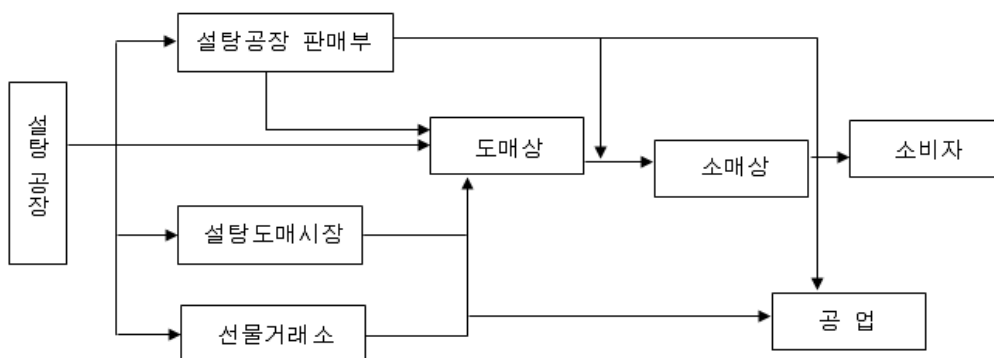 설탕공장 판매부
설탕 공장
도매상
소매상
소비자
설탕도매시장
선물거래소
공 업